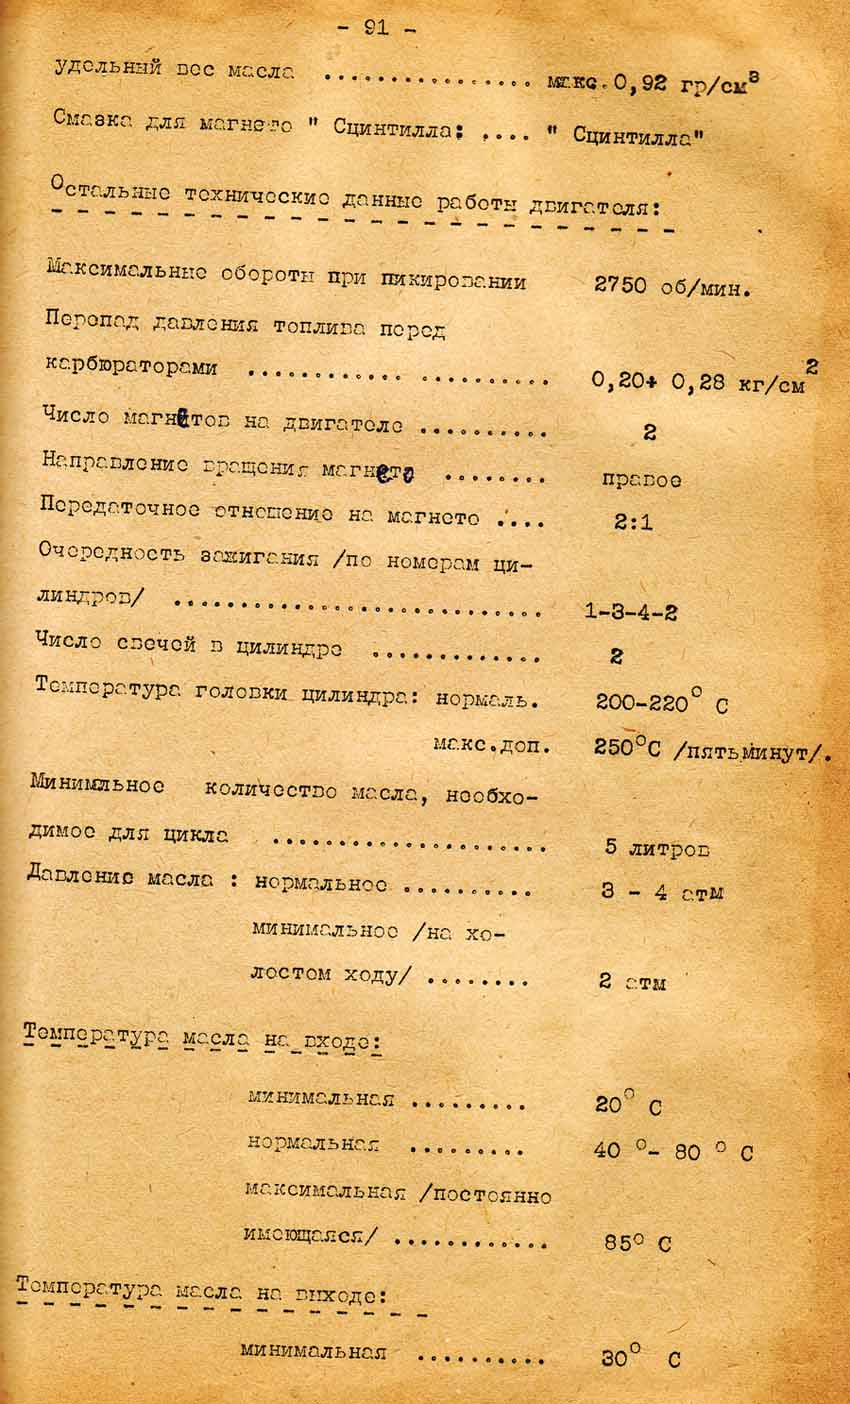 - 91 -
удельный вес масла ................ макс. 0,92 гр/см³
Смазка для магнето " Сцинтилла: .... " Сцинтилла"
Остальные технические данные работы двигателя:
Максимальные обороты при пикировании 2750 об/мин.
Перепад давления топлива перед
карбюраторами ............ .......... 0,20+ 0,28 кг/см²
Число магнетов на двигателе .......... 2
Направление вращения магнето ........ правое
Передаточное отношение на магнето .... 2:1
Очередность зажигания /по номерам ци-
линдров/ ............................ 1-3-4-2
Число свечей в цилиндре ............. 2
Температура головки цилиндра: нормаль. 200-220° С
макс.доп. 250°С /пять минут/.
Минимльное количество масла, необхо-
димое для цикла ..................... 5 литров
Давление масла : нормальное .......... 3 - 4 атм
минимальное /на хо-
лостом ходу/ ........ 2 атм
Температура масла на входе:
минимальная ......... 20° С
нормальная ......... 40 °- 80 ° С
максимальная /постоянно
имеющаяся/ ............ 85° С
Температура масла на выходе:
минимальная .......... 30° С